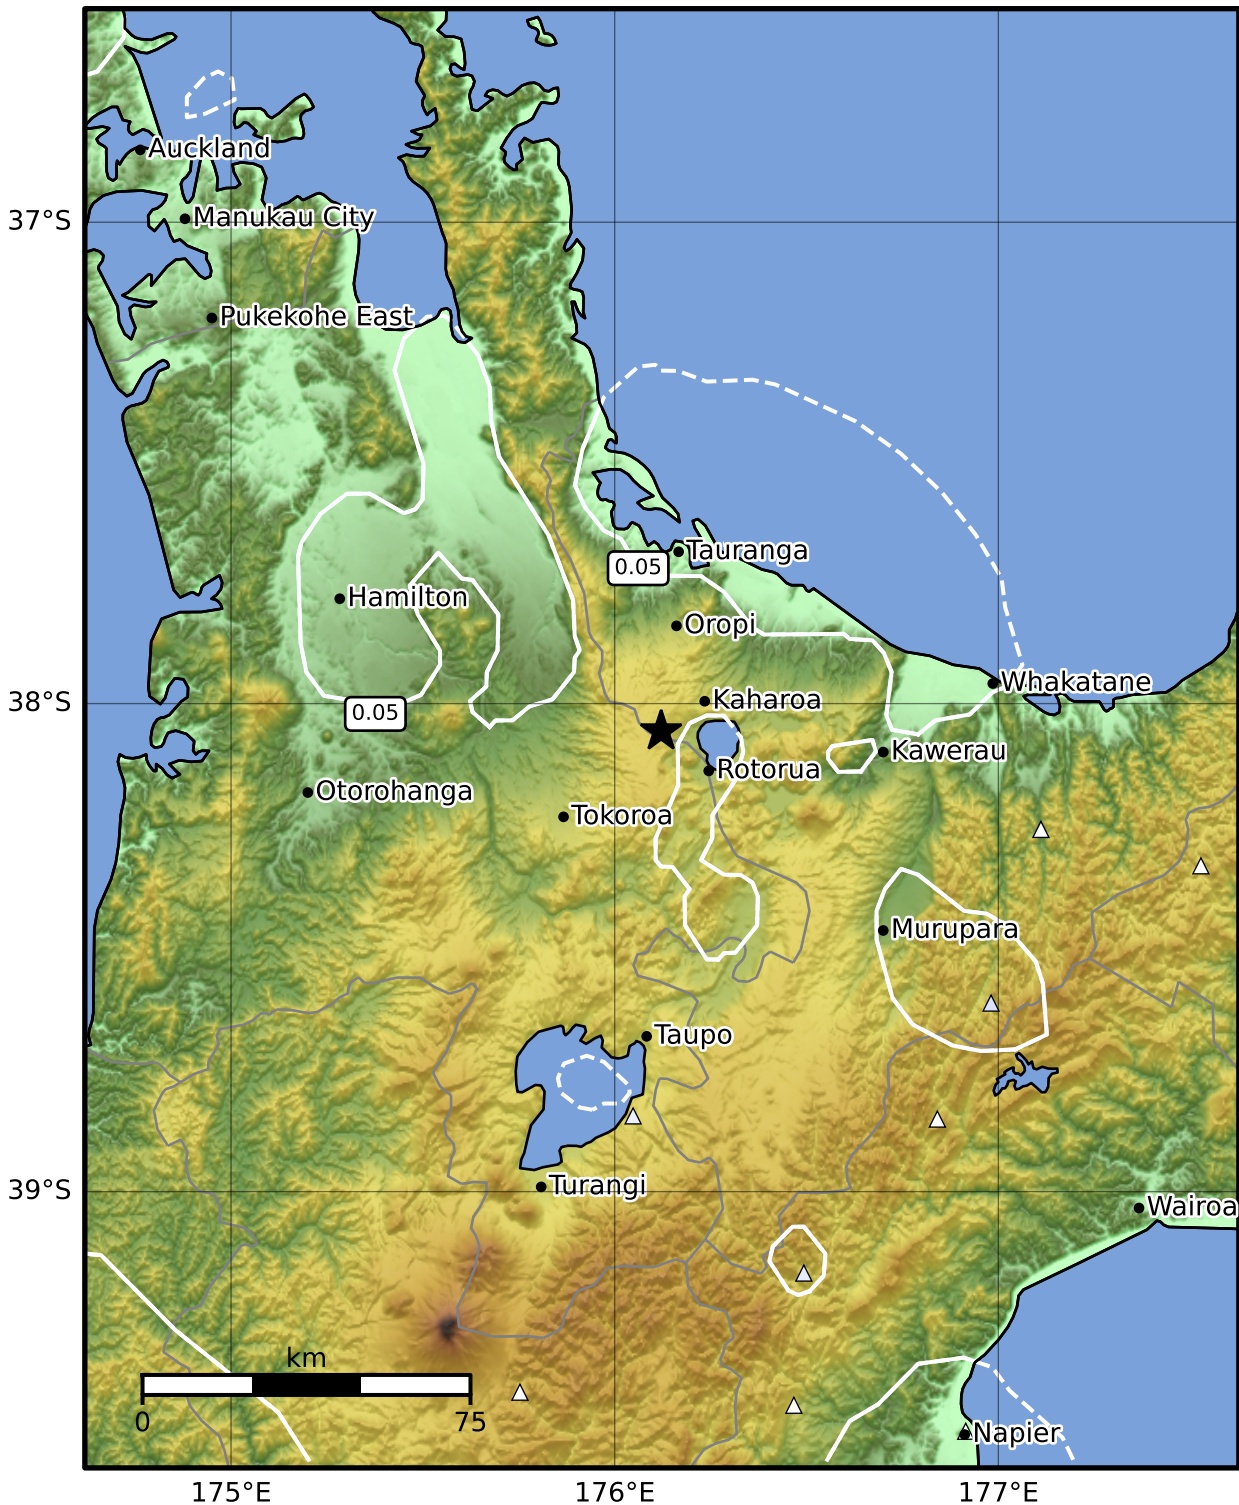 Auckland
37°S
Manukau City
Pukekohe East
Tauranga
0.05
Hamilton
Oropi
Whakatane
38°S
Kaharoa
0.05
Kawerau
Rotorua
Otorohanga
Tokoroa
Murupara
Taupo
39°S
Turangi
Wairoa
km
0 75
Napier
175°E 176°E 177°E